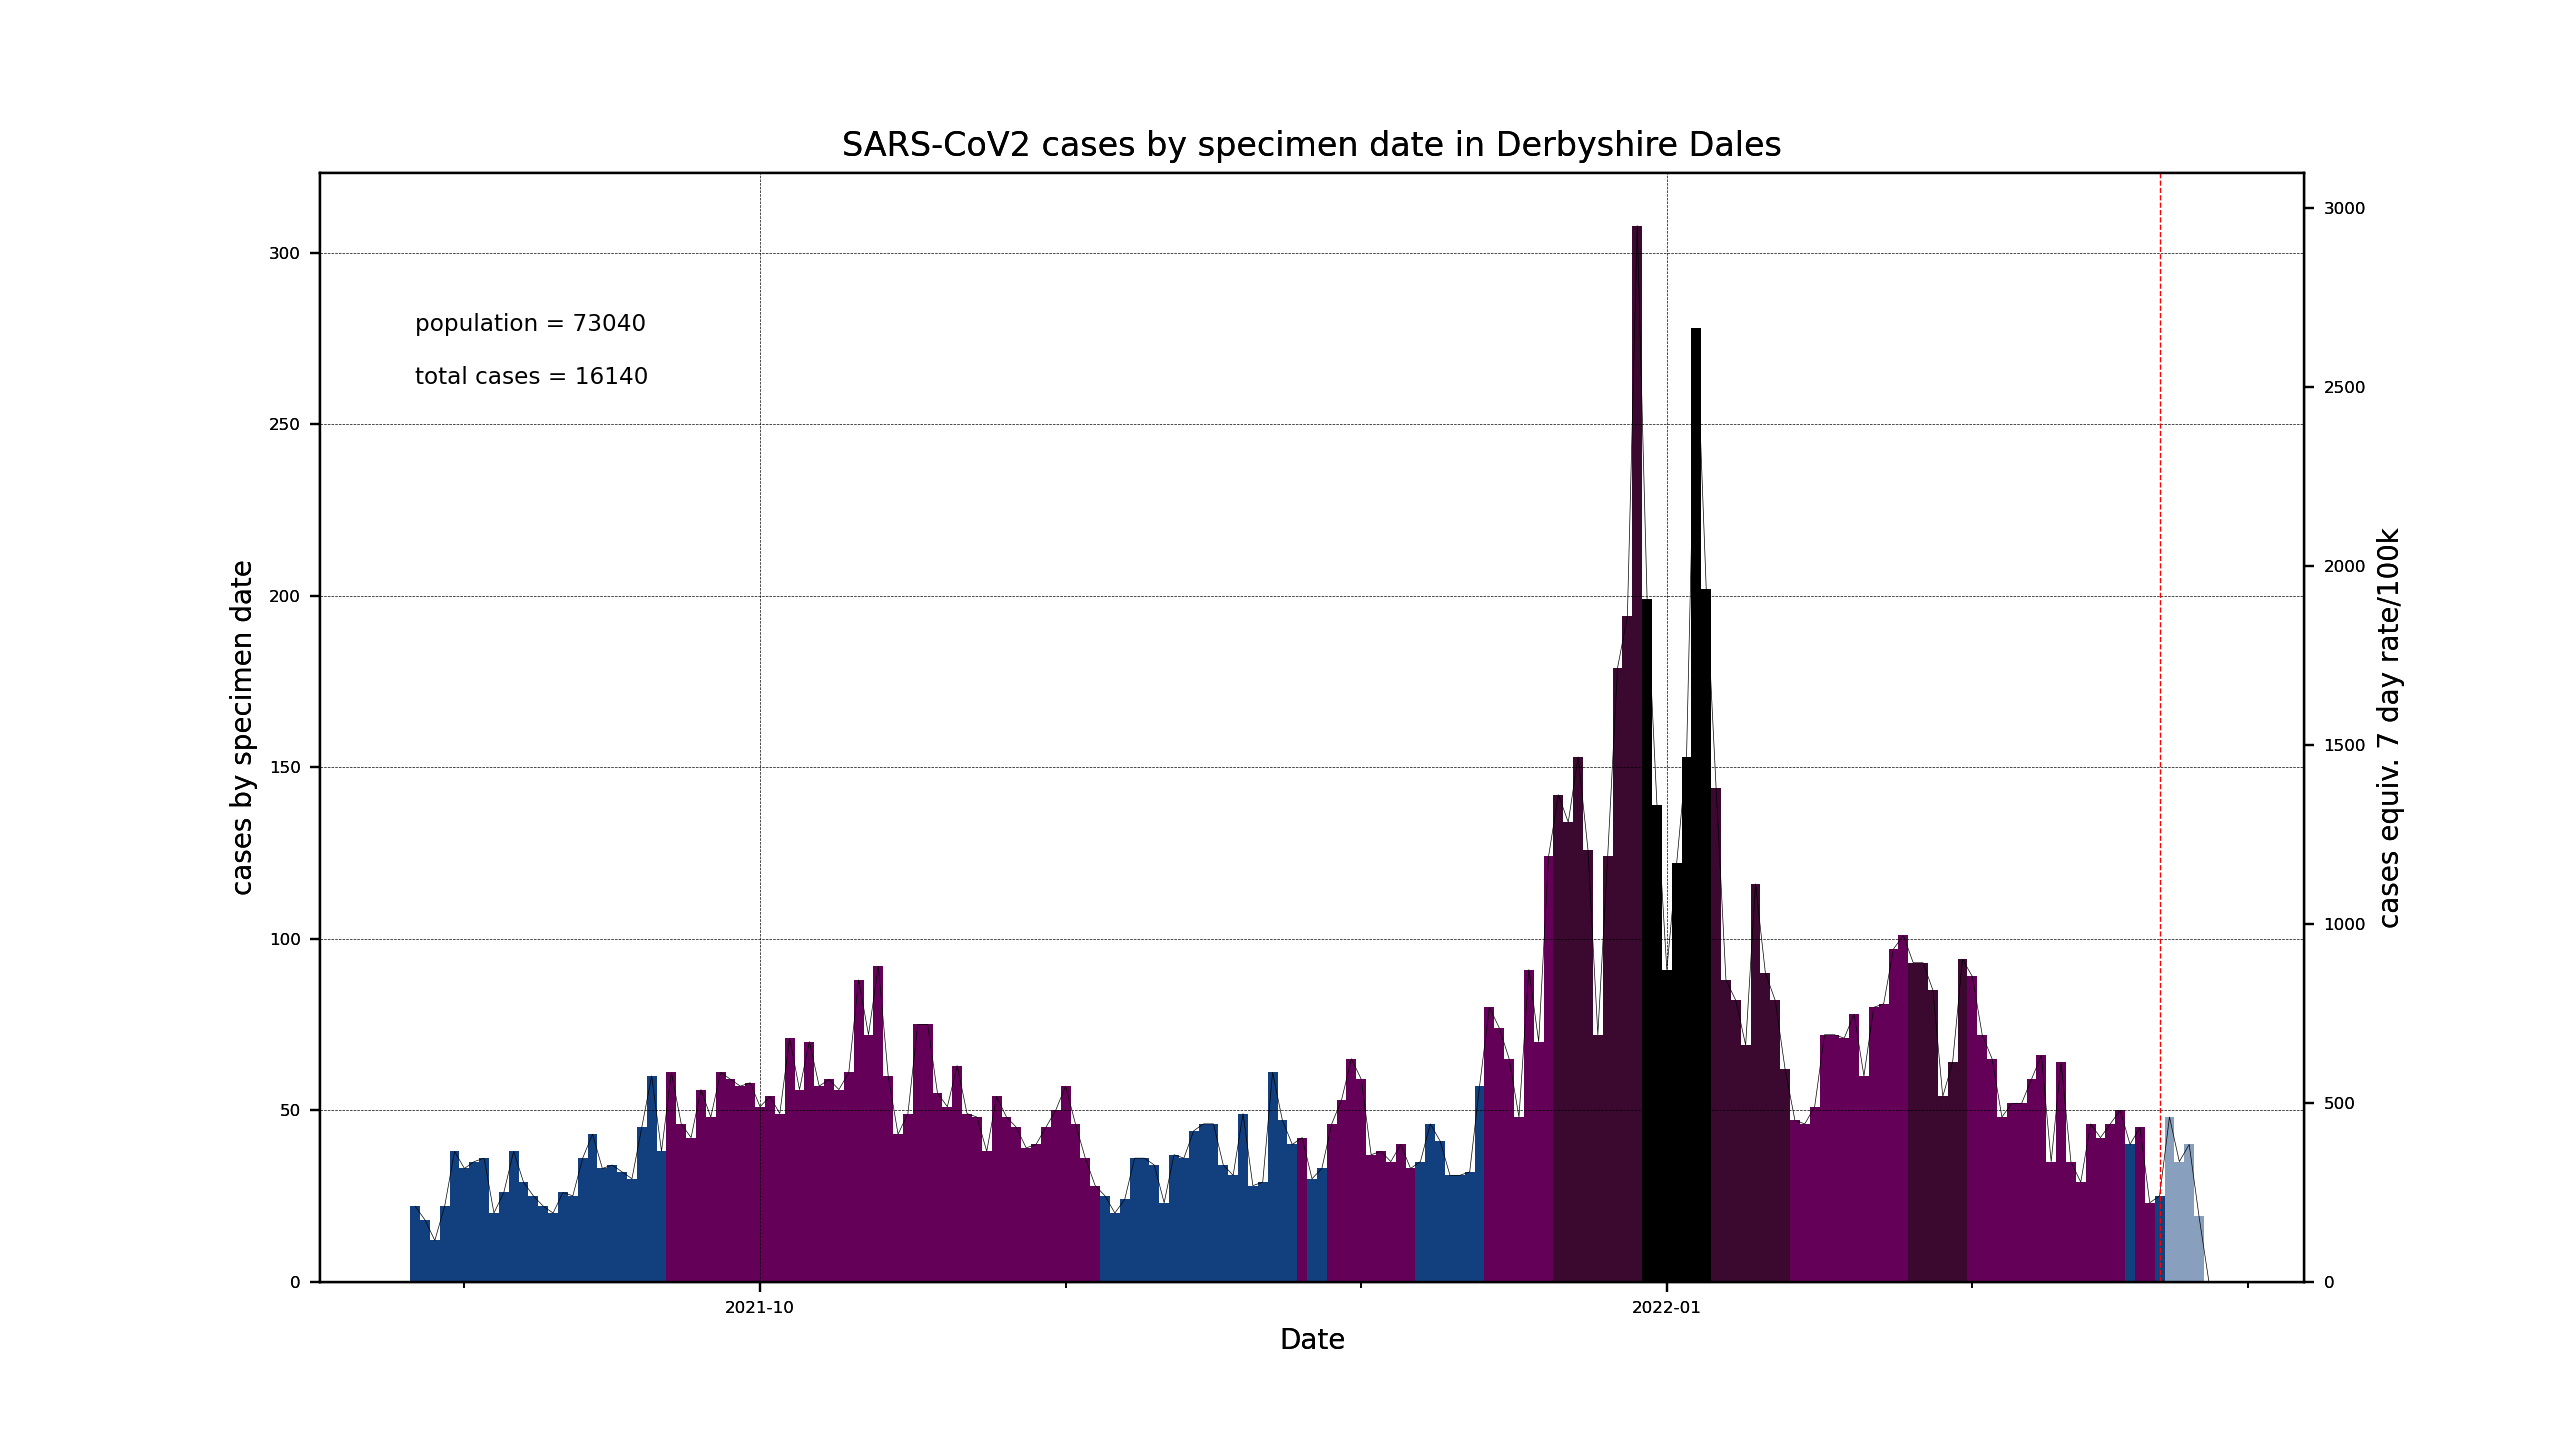 SARS-CoV2 cases by specimen date in Derbyshire Dales
population = 73040
total cases = 16140
cases by specimen date
300
250
200
150
100
50
0
3000
2500
2000
1500
1000
500
0
cases equiv. 7 day rate/100k
2021-10
2022-01
Date